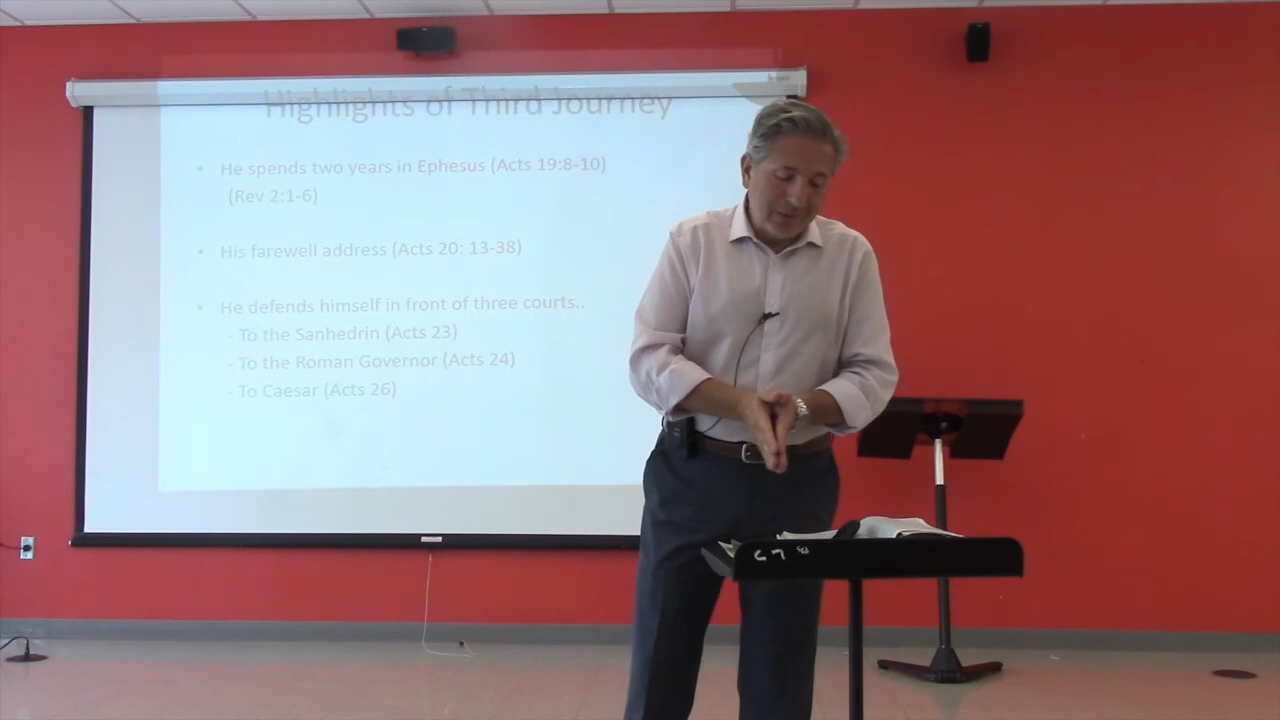 Highlights of Third Journey
• He spends two years in Ephesus (Acts 19:8-10)
(Rev 2:1-6)
• His farewell address (Acts 20: 13-38)
• He defends himself in front of three courts..
- To the Sanhedrin (Acts 23)
- To the Roman Governor (Acts 24)
- To Caesar (Acts 26)